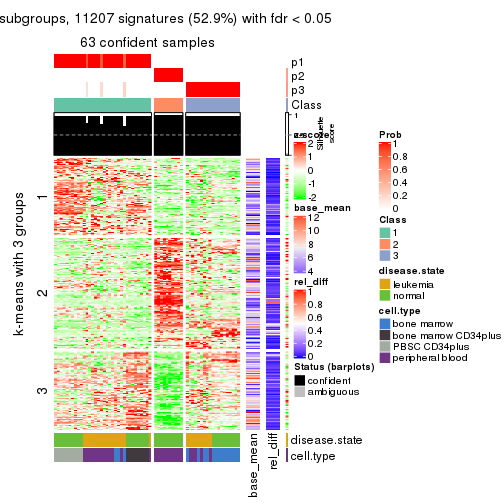 subgroups, 11207 signatures (52.9%) with fdr < 0.05
63 confident samples
p1
p2
p3
Class
1
Silhouette
score
k-means with 3 groups
1
2
3
z-score
2
1
0
-1
-2
base_mean
12
10
8
6
4
rel_diff
1
0.8
0.6
0.4
0.2
0
Status (barplots)
confident
ambiguous
Prob
1
0.8
0.6
0.4
0.2
0
Class
1
2
3
disease.state
leukemia
normal
cell.type
bone marrow
bone marrow CD34plus
PBSC CD34plus
peripheral blood
disease.state
cell.type
base_mean
rel_diff